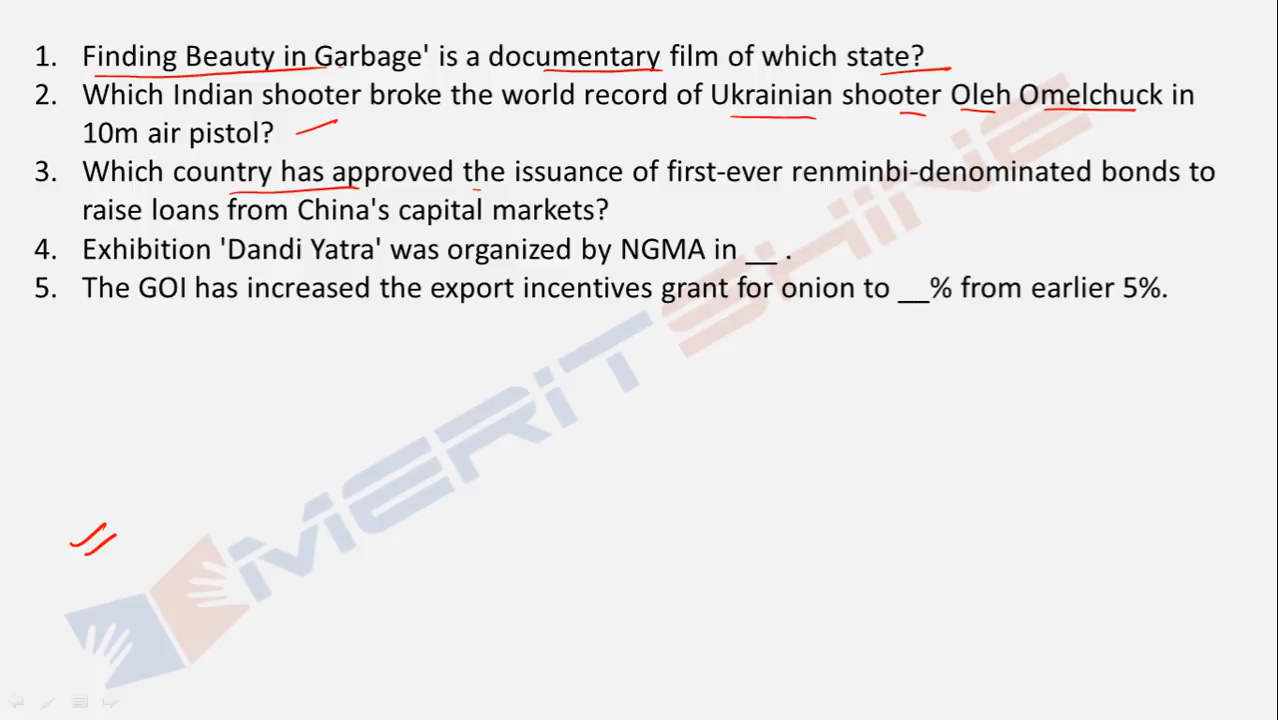 1. Finding Beauty in Garbage' is a documentary film of which state?
2. Which Indian shooter broke the world record of Ukrainian shooter Oleh Omelchuck in
10m air pistol?
3. Which country has approved the issuance of first-ever renminbi-denominated bonds to
raise loans from China's capital markets?
4. Exhibition 'Dandi Yatra' was organized by NGMA in __ .
5. The GOI has increased the export incentives grant for onion to __% from earlier 5%.
MERITSHINE